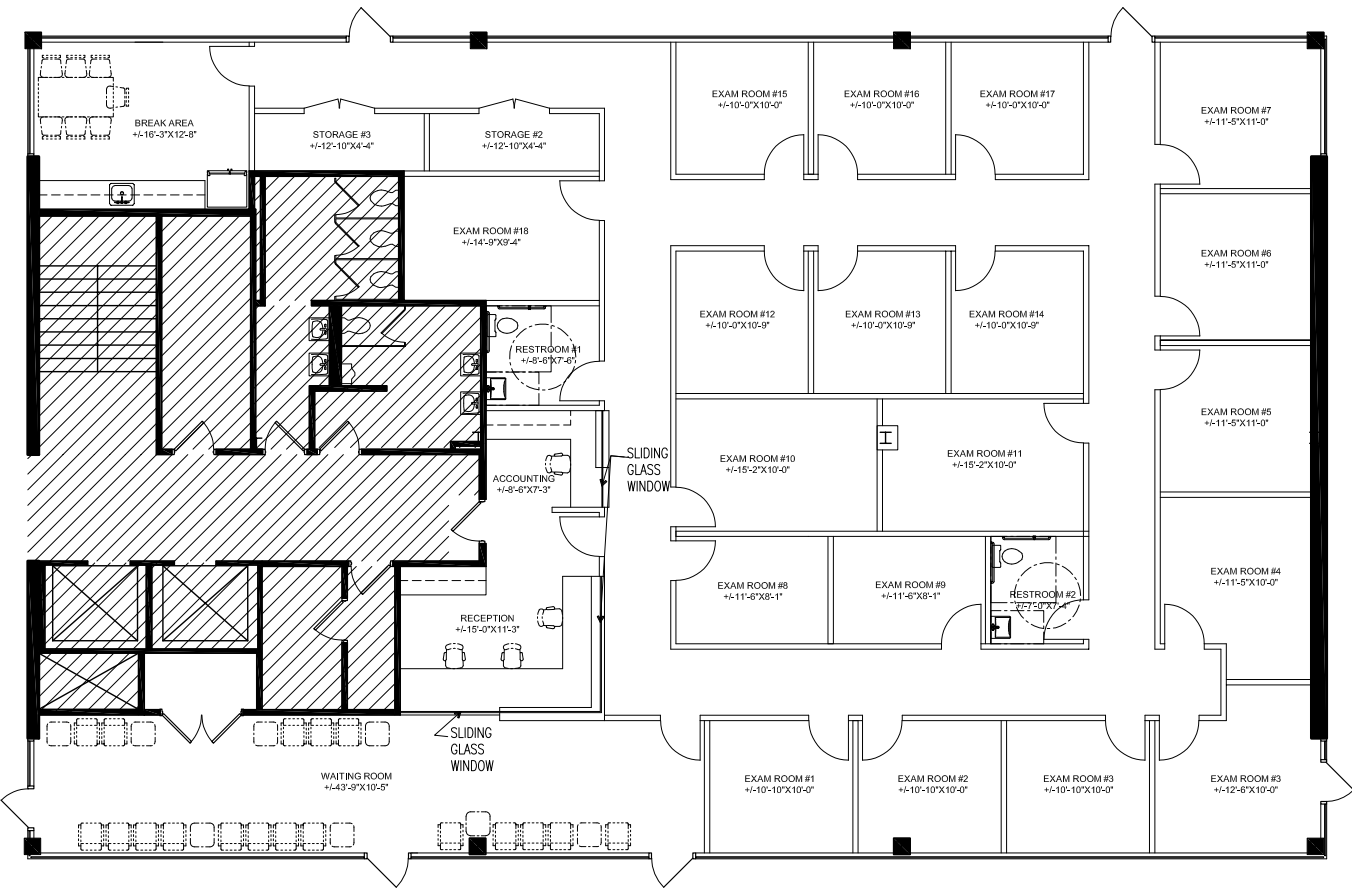 EXAM ROOM #15
+/-10'-0"X10'-0"
EXAM ROOM #16
+/-10'-0"X10'-0"
EXAM ROOM #17
+/-10'-0"X10'-0"
EXAM ROOM #7
+/-11'-5"X11'-0"
BREAK AREA
+/-16'-3"X12'-8"
STORAGE #3
+/-12'-10"X4'-4"
STORAGE #2
+/-12'-10"X4'-4"
EXAM ROOM #18
+/-14'-9"X9'-4"
EXAM ROOM #6
+/-11'-5"X11'-0"
EXAM ROOM #12
+/-10'-0"X10'-9"
EXAM ROOM #13
+/-10'-0"X10'-9"
EXAM ROOM #14
+/-10'-0"X10'-9"
RESTROOM #1
+/-8'-6"X7'-6"
EXAM ROOM #5
+/-11'-5"X11'-0"
H
SLIDING
GLASS
WINDOW
EXAM ROOM #10
+/-15'-2"X10'-0"
EXAM ROOM #11
+/-15'-2"X10'-0"
ACCOUNTING
+/-8'-6"X7'-3"
EXAM ROOM #4
+/-11'-5"X10'-0"
EXAM ROOM #8
+/-11'-6"X8'-1"
EXAM ROOM #9
+/-11'-6"X8'-1"
RESTROOM #2
+/-7'-0"X7'-4"
RECEPTION
+/-15'-0"X11'-3"
SLIDING
GLASS
WINDOW
WAITING ROOM
+/-43'-9"X10'-5"
EXAM ROOM #1
+/-10'-10"X10'-0"
EXAM ROOM #2
+/-10'-10"X10'-0"
EXAM ROOM #3
+/-10'-10"X10'-0"
EXAM ROOM #3
+/-12'-6"X10'-0"